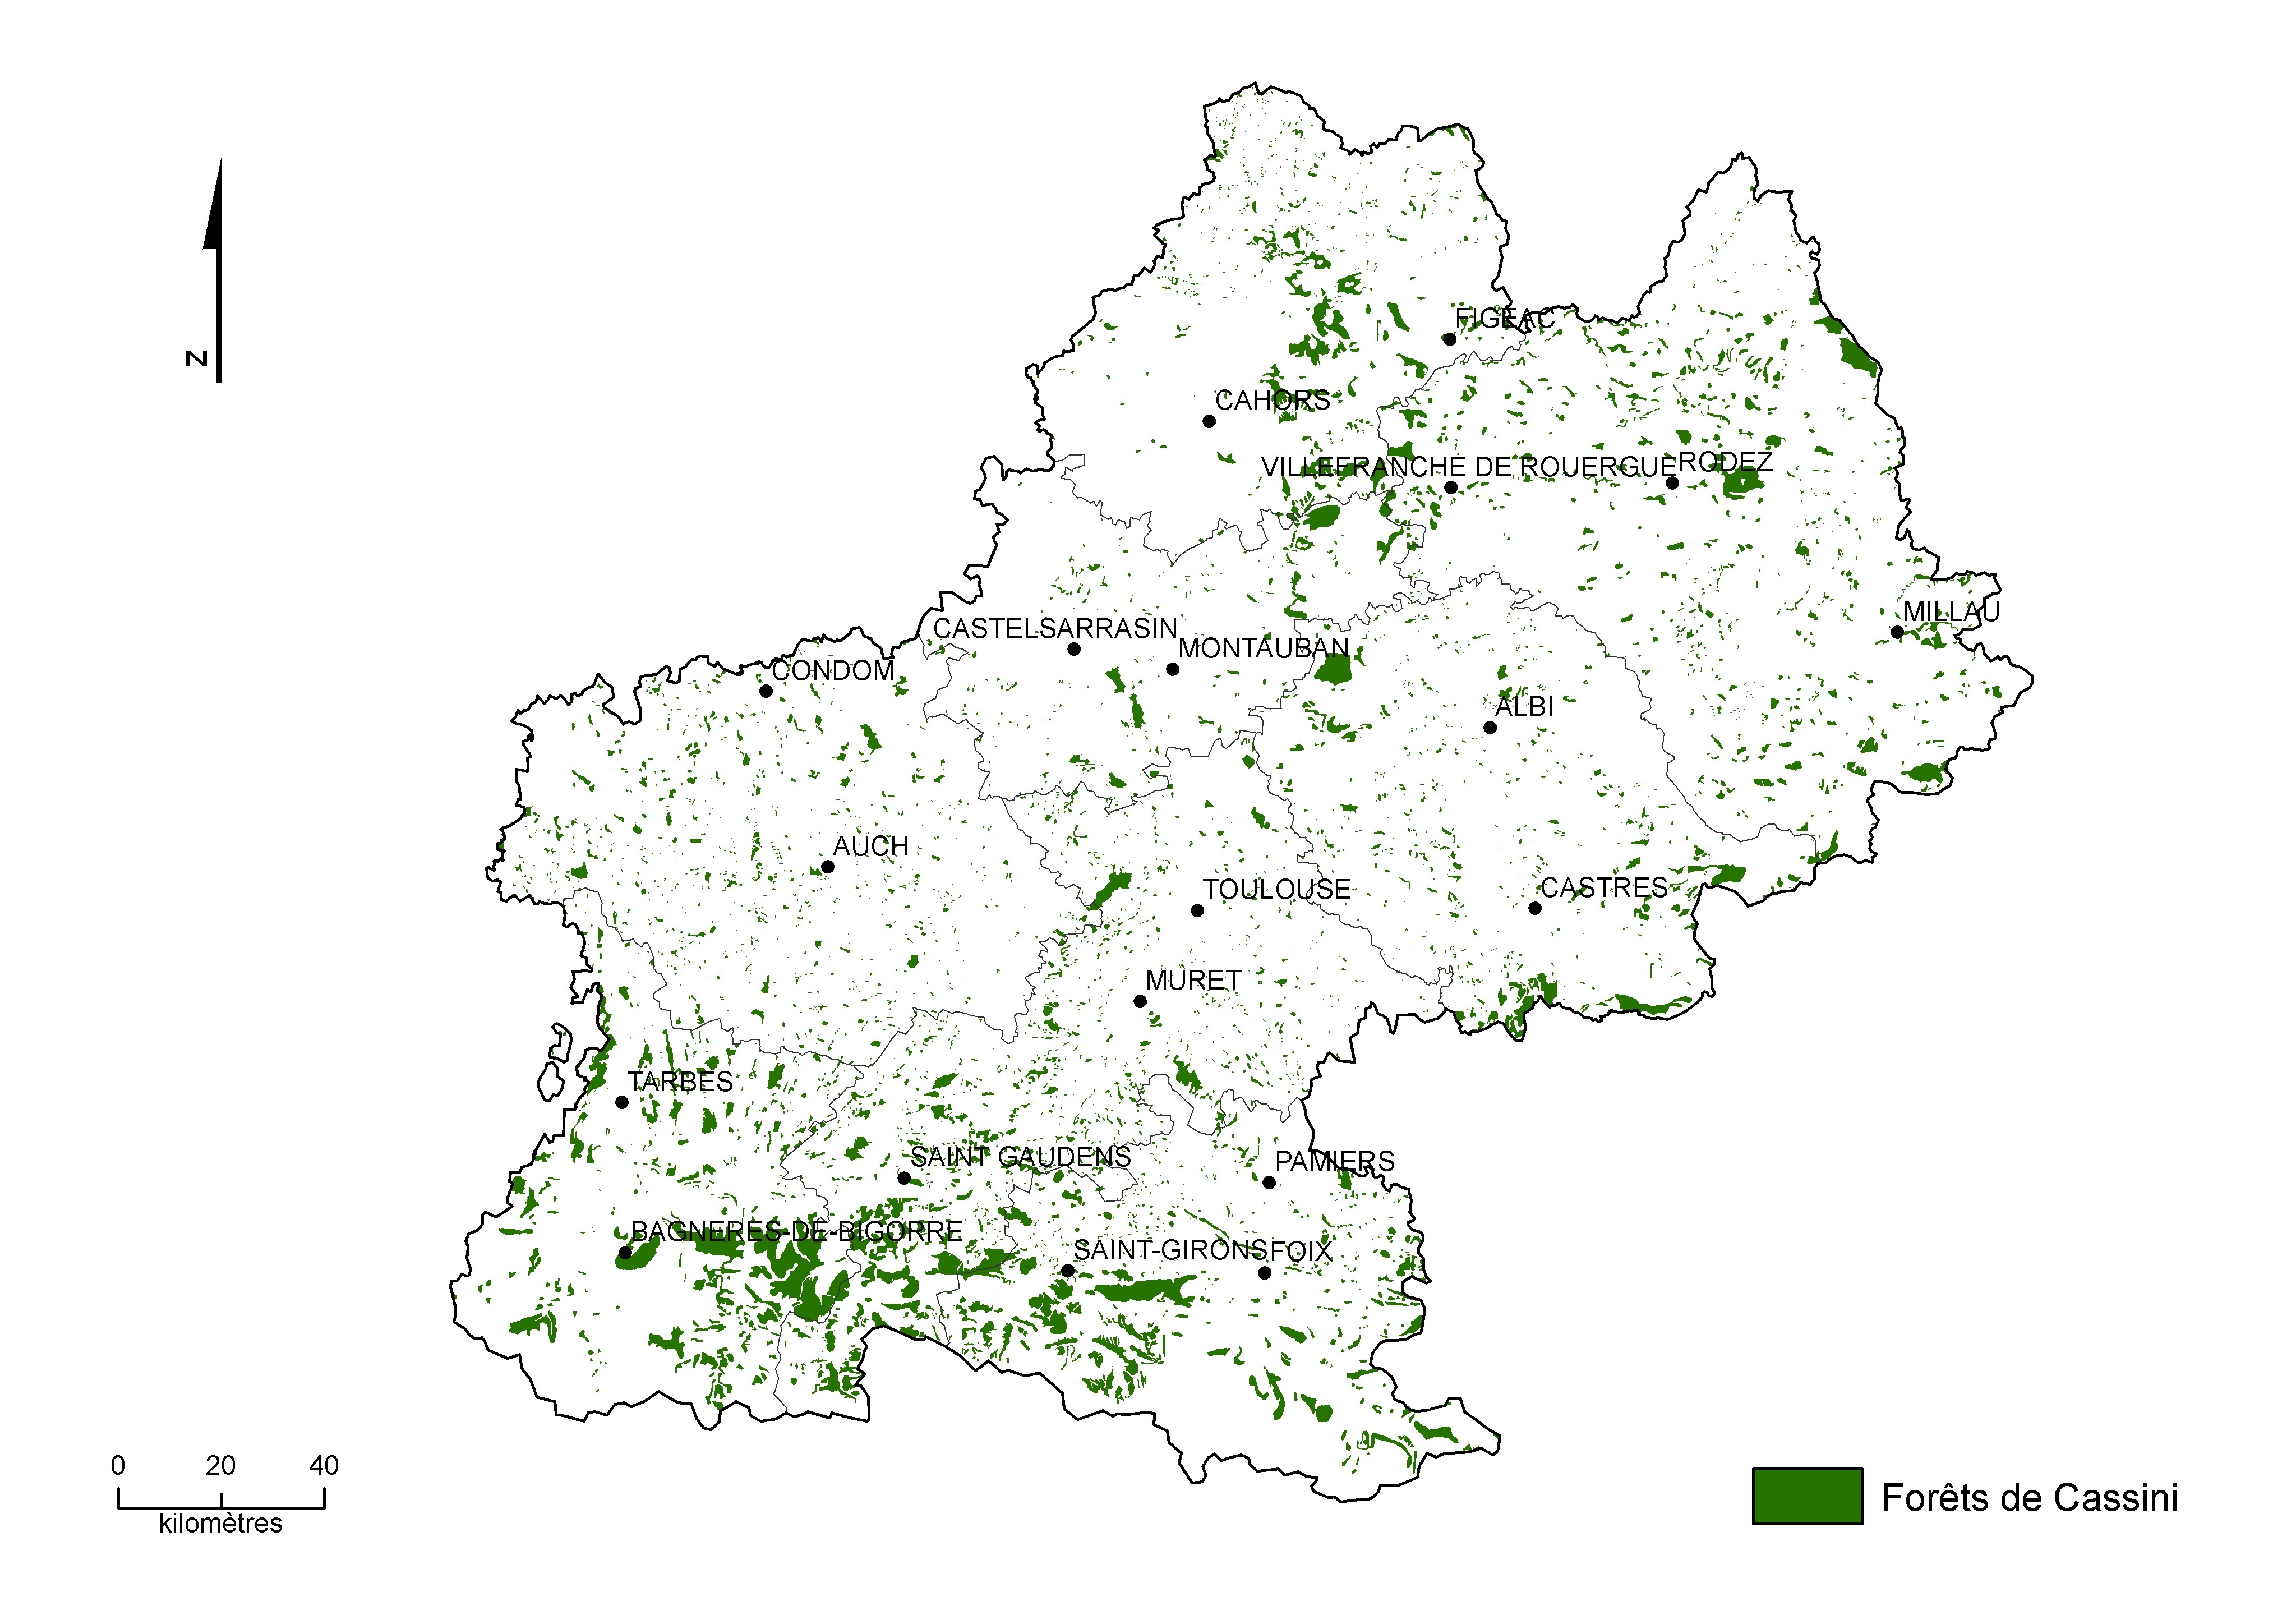 N
FIGEAC
CAHORS
VILLEFRANCHE DE ROUERGUE
RODEZ
MILLAU
CASTELSARRASIN
MONTAUBAN
CONDOM
ALBI
AUCH
TOULOUSE
CASTRES
MURET
TARBES
SAINT GAUDENS
PAMIERS
BAGNERES-DE-BIGORRE
SAINT-GIRONS
FOIX
0 20 40
kilomètres
Forêts de Cassini